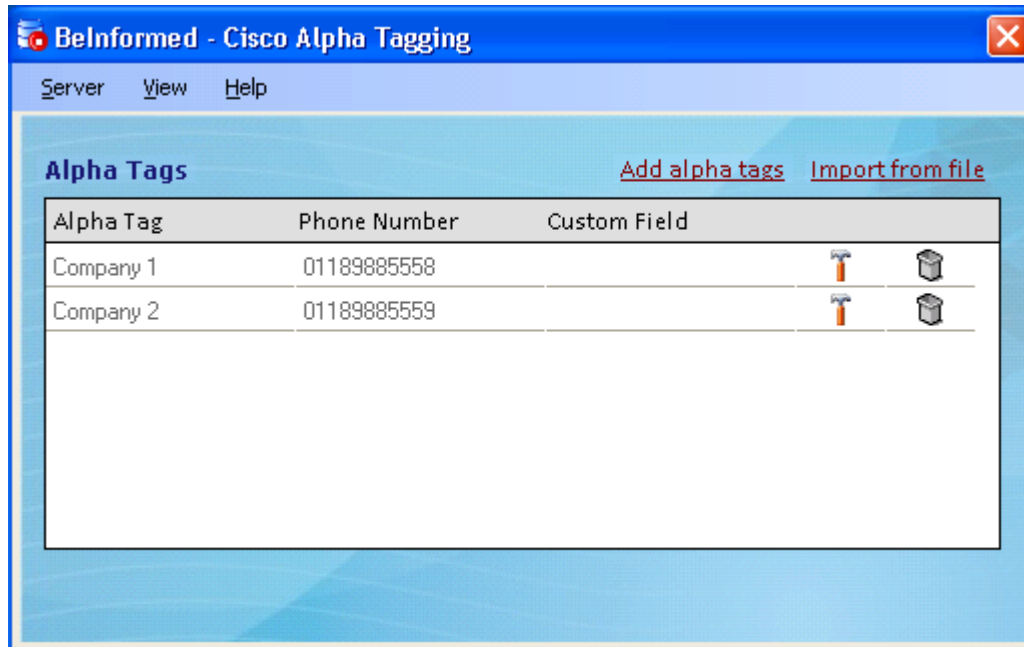 BeInformed - Cisco Alpha Tagging
Server View Help
Alpha Tags Add alpha tags Import from file
Alpha Tag Phone Number Custom Field
Company 1 01189885558
Company 2 01189885559